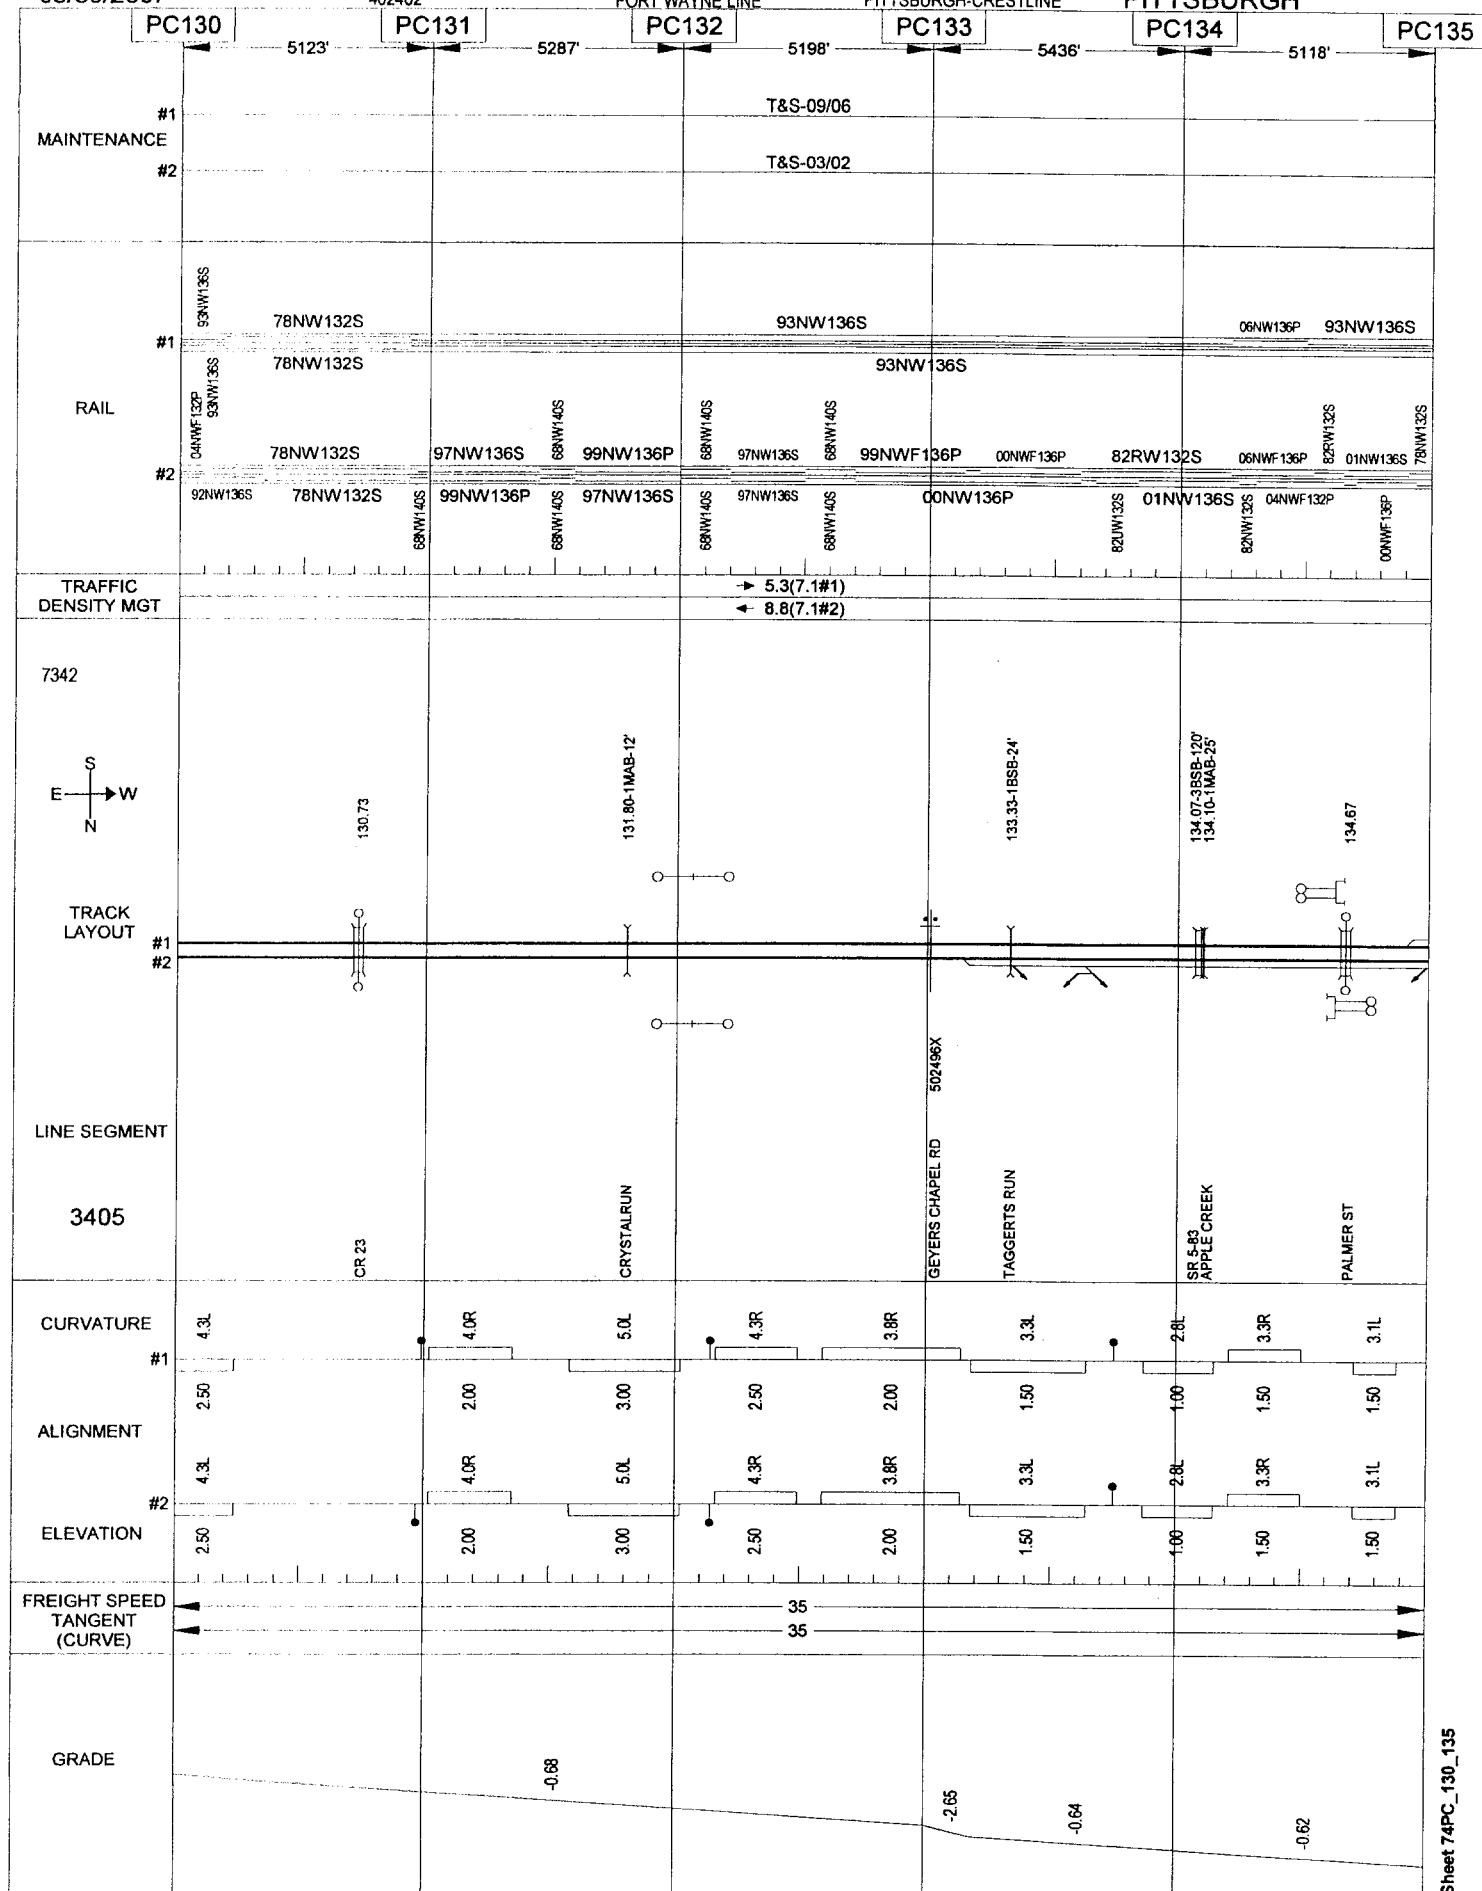 FORT WAYNE LINE PITTSBURGH-CRESTLINE PITTSBURGH
PC130 PC131 PC132 PC133 PC134 PC135
5123' 5287' 5198' 5436' 5118'
MAINTENANCE
#1 T&S-09/06
#2 T&S-03/02
RAIL
93NW136S
78NW132S 93NW136S 06NW136P 93NW136S
#1
78NW132S 93NW136S
04NWF132P 93NW136S 68NW140S 68NW140S 68NW140S 82RW132S 78NW132S
78NW132S 97NW136S 99NW136P 97NW136S 99NWF136P 00NWF136P 82RW132S 06NWF136P 01NW136S
#2
92NW136S 78NW132S 99NW136P 97NW136S 97NW136S 00NW136P 01NW136S 04NWF132P
68NW140S 68NW140S 68NW140S 68NW140S 82UW132S 82NW132S 00NWF136P
TRAFFIC
DENSITY MGT
5.3(7.1#1)
8.8(7.1#2)
7342
S
E W
N
130.73
131.80-1MAB-12'
133.33-1BSB-24'
134.07-3BSB-120'
134.10-1MAB-25'
134.67
TRACK
LAYOUT
#1
#2
502496X
LINE SEGMENT
3405
CR 23
CRYSTALRUN
GEYERS CHAPEL RD
TAGGERTS RUN
SR 5-83
APPLE CREEK
PALMER ST
CURVATURE
4.3L 4.0R 5.0L 4.3R 3.8R 3.3L 2.8L 3.3R 3.1L
#1
2.50 2.00 3.00 2.50 2.00 1.50 1.00 1.50 1.50
ALIGNMENT
4.3L 4.0R 5.0L 4.3R 3.8R 3.3L 2.8L 3.3R 3.1L
#2
ELEVATION
2.50 2.00 3.00 2.50 2.00 1.50 1.00 1.50 1.50
FREIGHT SPEED
TANGENT
(CURVE)
35
35
GRADE
-0.68
-2.65
-0.64
-0.62
Sheet 74PC_130_135